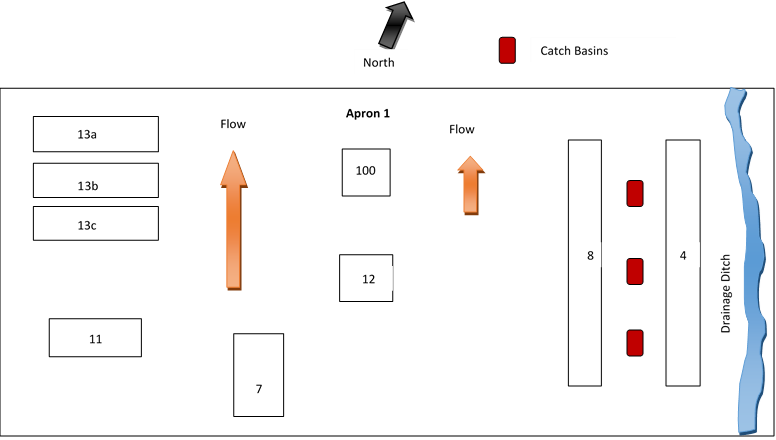 North
Catch Basins
Apron 1
Flow
Flow
13a
13b
13c
100
12
8
4
11
7
Drainage Ditch